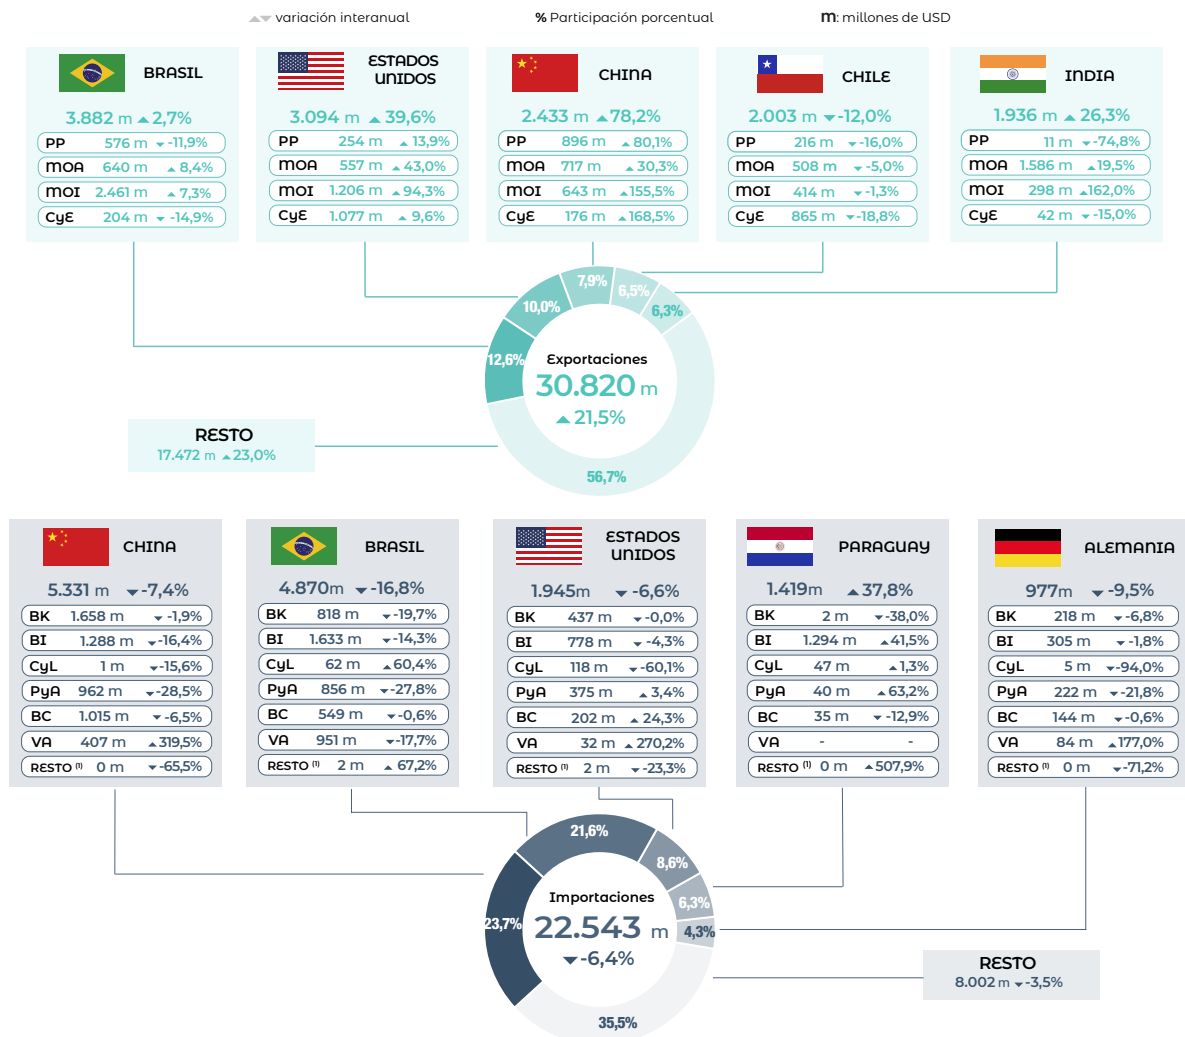 variación interanual
% Participación porcentual
m: millones de USD
BRASIL
3.882 m 2,7%
PP 576 m -11,9%
MOA 640 m 8,4%
MOI 2.461 m 7,3%
CyE 204 m -14,9%
ESTADOS
UNIDOS
3.094 m 39,6%
PP 254 m 13,9%
MOA 557 m 43,0%
MOI 1.206 m 94,3%
CyE 1.077 m 9,6%
CHINA
2.433 m 78,2%
PP 896 m 80,1%
MOA 717 m 30,3%
MOI 643 m 155,5%
CyE 176 m 168,5%
CHILE
2.003 m -12,0%
PP 216 m -16,0%
MOA 508 m -5,0%
MOI 414 m -1,3%
CyE 865 m -18,8%
INDIA
1.936 m 26,3%
PP 11 m -74,8%
MOA 1.586 m 19,5%
MOI 298 m 162,0%
CyE 42 m -15,0%
12,6%
10,0%
7,9%
6,5%
6,3%
Exportaciones
30.820 m
21,5%
56,7%
RESTO
17.472 m 23,0%
CHINA
5.331 m -7,4%
BK 1.658 m -1,9%
BI 1.288 m -16,4%
CyL 1 m -15,6%
PyA 962 m -28,5%
BC 1.015 m -6,5%
VA 407 m 319,5%
RESTO (1) 0 m -65,5%
BRASIL
4.870m -16,8%
BK 818 m -19,7%
BI 1.633 m -14,3%
CyL 62 m 60,4%
PyA 856 m -27,8%
BC 549 m -0,6%
VA 951 m -17,7%
RESTO (1) 2 m 67,2%
ESTADOS
UNIDOS
1.945m -6,6%
BK 437 m -0,0%
BI 778 m -4,3%
CyL 118 m -60,1%
PyA 375 m 3,4%
BC 202 m 24,3%
VA 32 m 270,2%
RESTO (1) 2 m -23,3%
PARAGUAY
1.419m 37,8%
BK 2 m -38,0%
BI 1.294 m 41,5%
CyL 47 m 1,3%
PyA 40 m 63,2%
BC 35 m -12,9%
VA - -
RESTO (1) 0 m 507,9%
ALEMANIA
977m -9,5%
BK 218 m -6,8%
BI 305 m -1,8%
CyL 5 m -94,0%
PyA 222 m -21,8%
BC 144 m -0,6%
VA 84 m 177,0%
RESTO (1) 0 m -71,2%
23,7%
21,6%
8,6%
6,3%
4,3%
Importaciones
22.543 m
-6,4%
35,5%
RESTO
8.002 m -3,5%